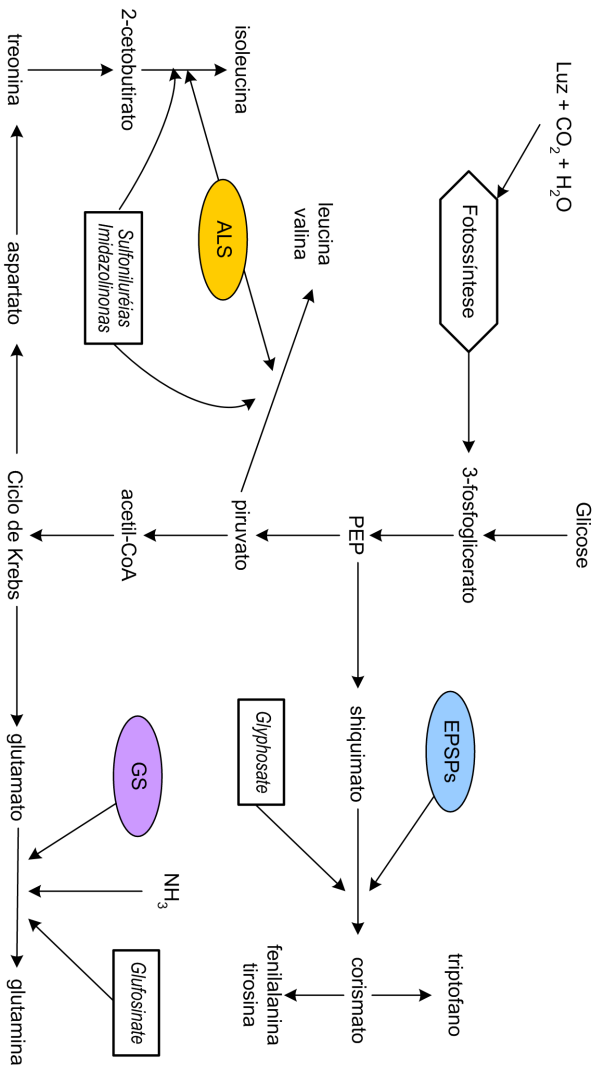 Glicose
Luz + CO₂ + H₂O
Fotossíntese
3-fosfoglicerato
EPSPs
triptofano
PEP
shiquimato
corismato
Glyphosate
fenilalanina
tirosina
leucina
valina
piruvato
isoleucina
ALS
2-cetobutirato
Sulfoniluréias
Imidazolinonas
acetil-CoA
GS
NH₃
Glufosinate
treonina
aspartato
Ciclo de Krebs
glutamato
glutamina